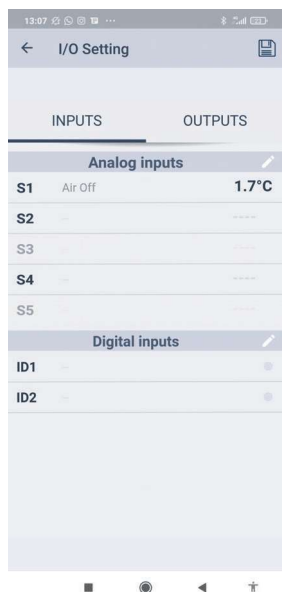 13:07
I/O Setting
INPUTS OUTPUTS
Analog inputs
S1 Air Off 1.7°C
S2 -- ----
S3 -- ----
S4 -- ----
S5 -- ----
Digital inputs
ID1 --
ID2 --